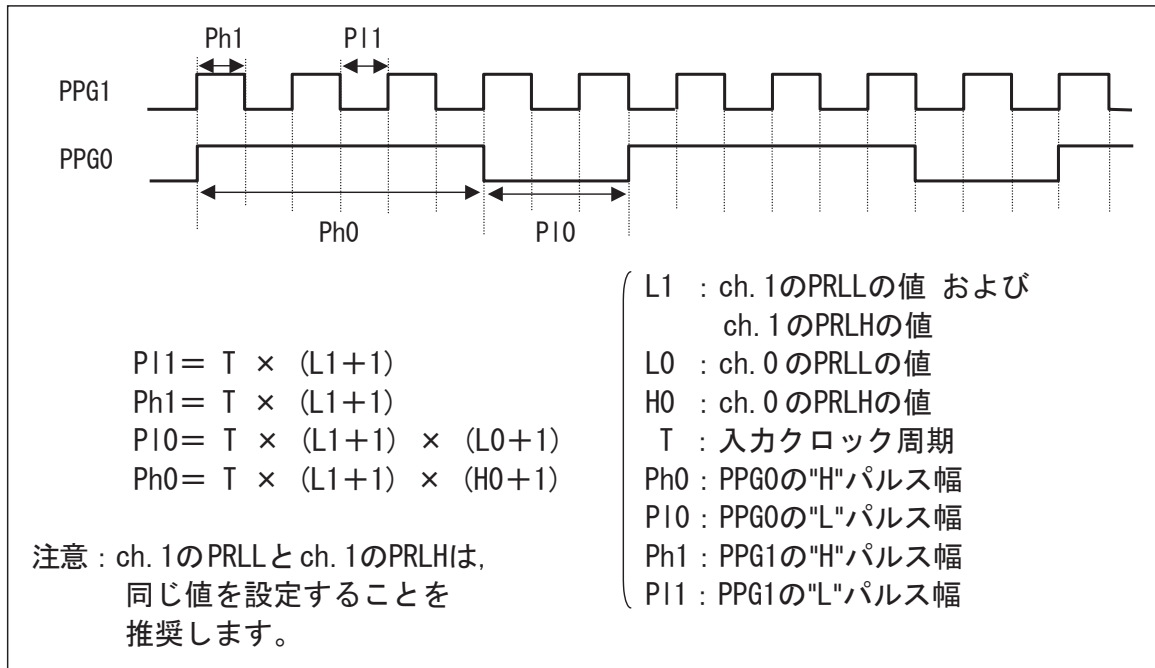 Ph1
Pl1
PPG1
PPG0
Ph0
Pl0
Pl1= T × (L1+1)
Ph1= T × (L1+1)
Pl0= T × (L1+1) × (L0+1)
Ph0= T × (L1+1) × (H0+1)
注意：ch.1のPRLLとch.1のPRLHは,
同じ値を設定することを
推奨します。
L1 ：ch.1のPRLLの値 および
ch.1のPRLHの値
L0 ：ch.0のPRLLの値
H0 ：ch.0のPRLHの値
T ：入力クロック周期
Ph0：PPG0の"H"パルス幅
Pl0：PPG0の"L"パルス幅
Ph1：PPG1の"H"パルス幅
Pl1：PPG1の"L"パルス幅